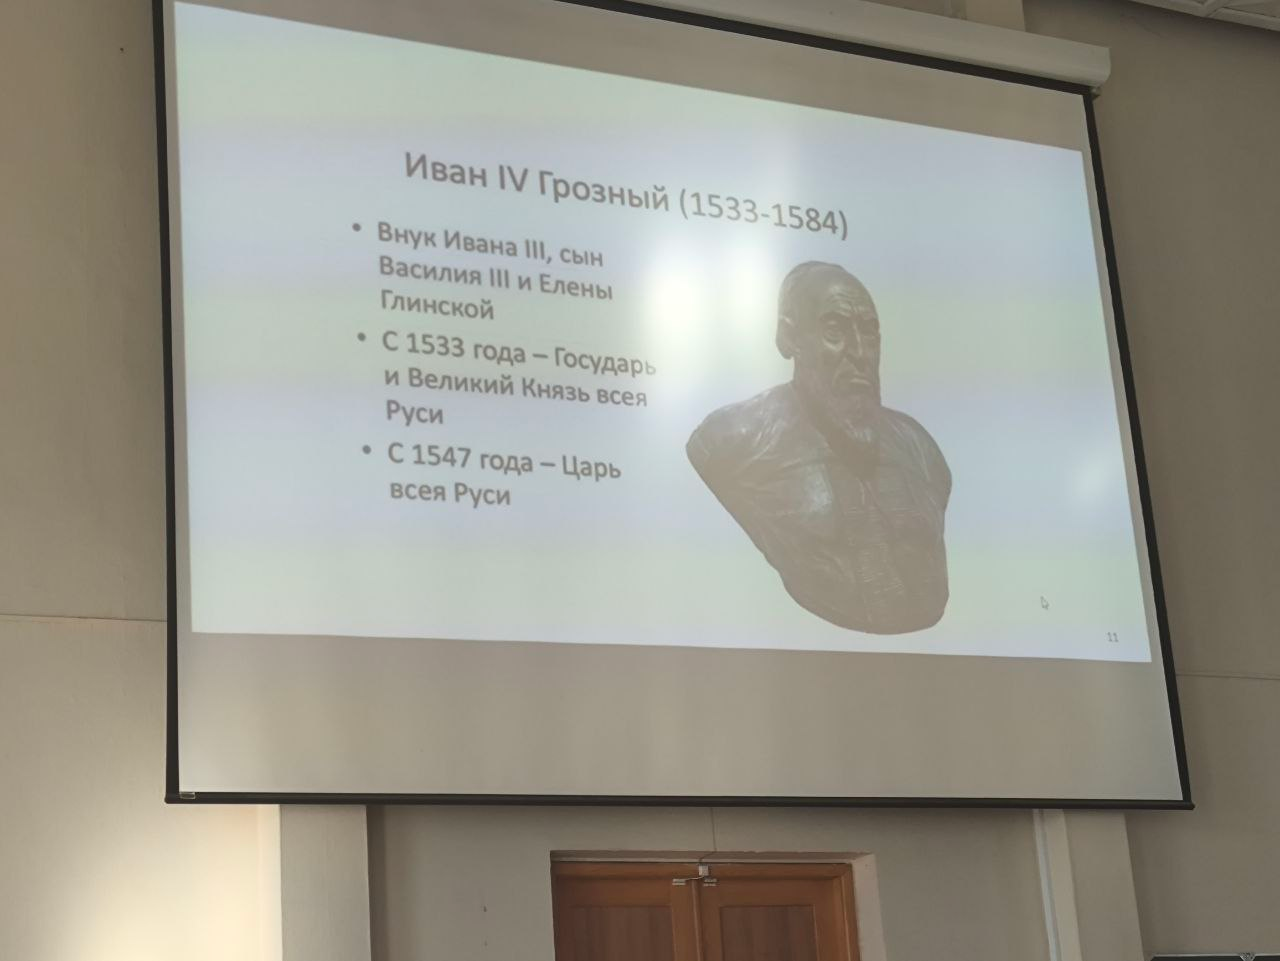 Иван IV Грозный (1533-1584)
• Внук Ивана III, сын
Василия III и Елены
Глинской
• С 1533 года – Государь
и Великий Князь всея
Руси
• С 1547 года – Царь
всея Руси
11